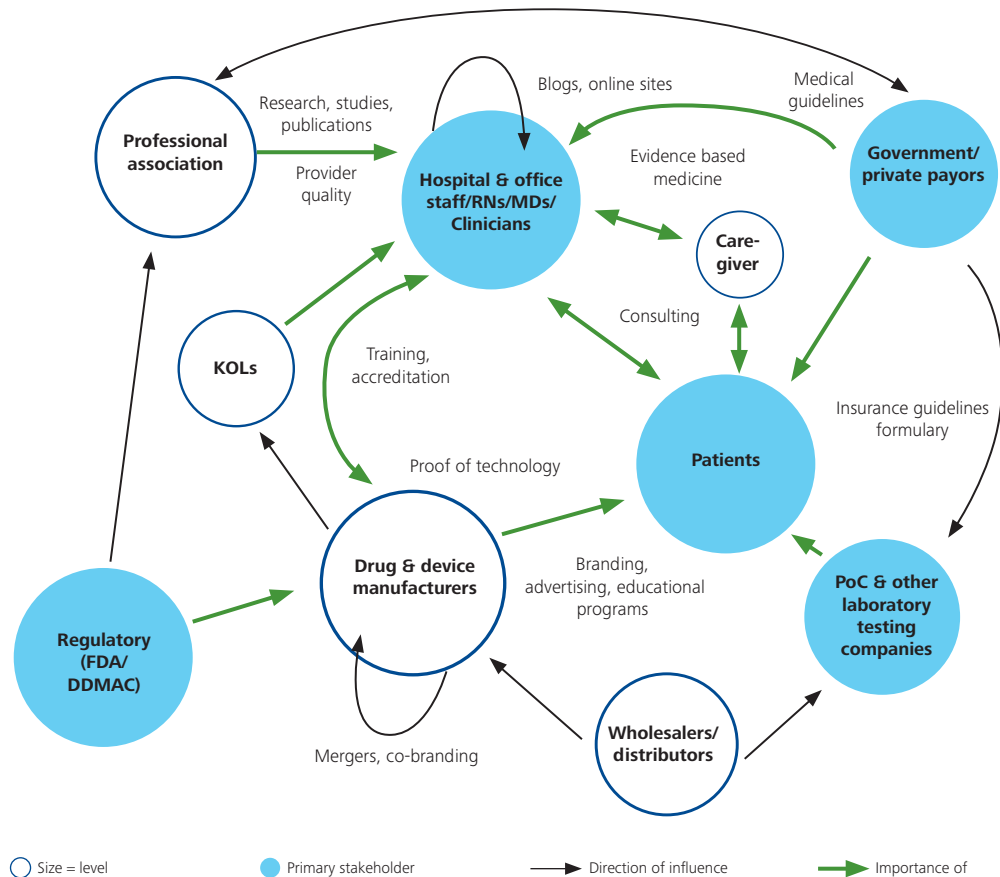 Blogs, online sites
Medical
guidelines
Research, studies,
publications
Professional
association
Provider
quality
Hospital & office
staff/RNs/MDs/
Clinicians
Government/
private payors
Evidence based
medicine
Care-
giver
Consulting
KOLs
Training,
accreditation
Insurance guidelines
formulary
Patients
Proof of technology
Drug & device
manufacturers
Branding,
advertising, educational
programs
PoC & other
laboratory
testing
companies
Regulatory
(FDA/
DDMAC)
Wholesalers/
distributors
Mergers, co-branding
Size = level
Primary stakeholder
Direction of influence
Importance of